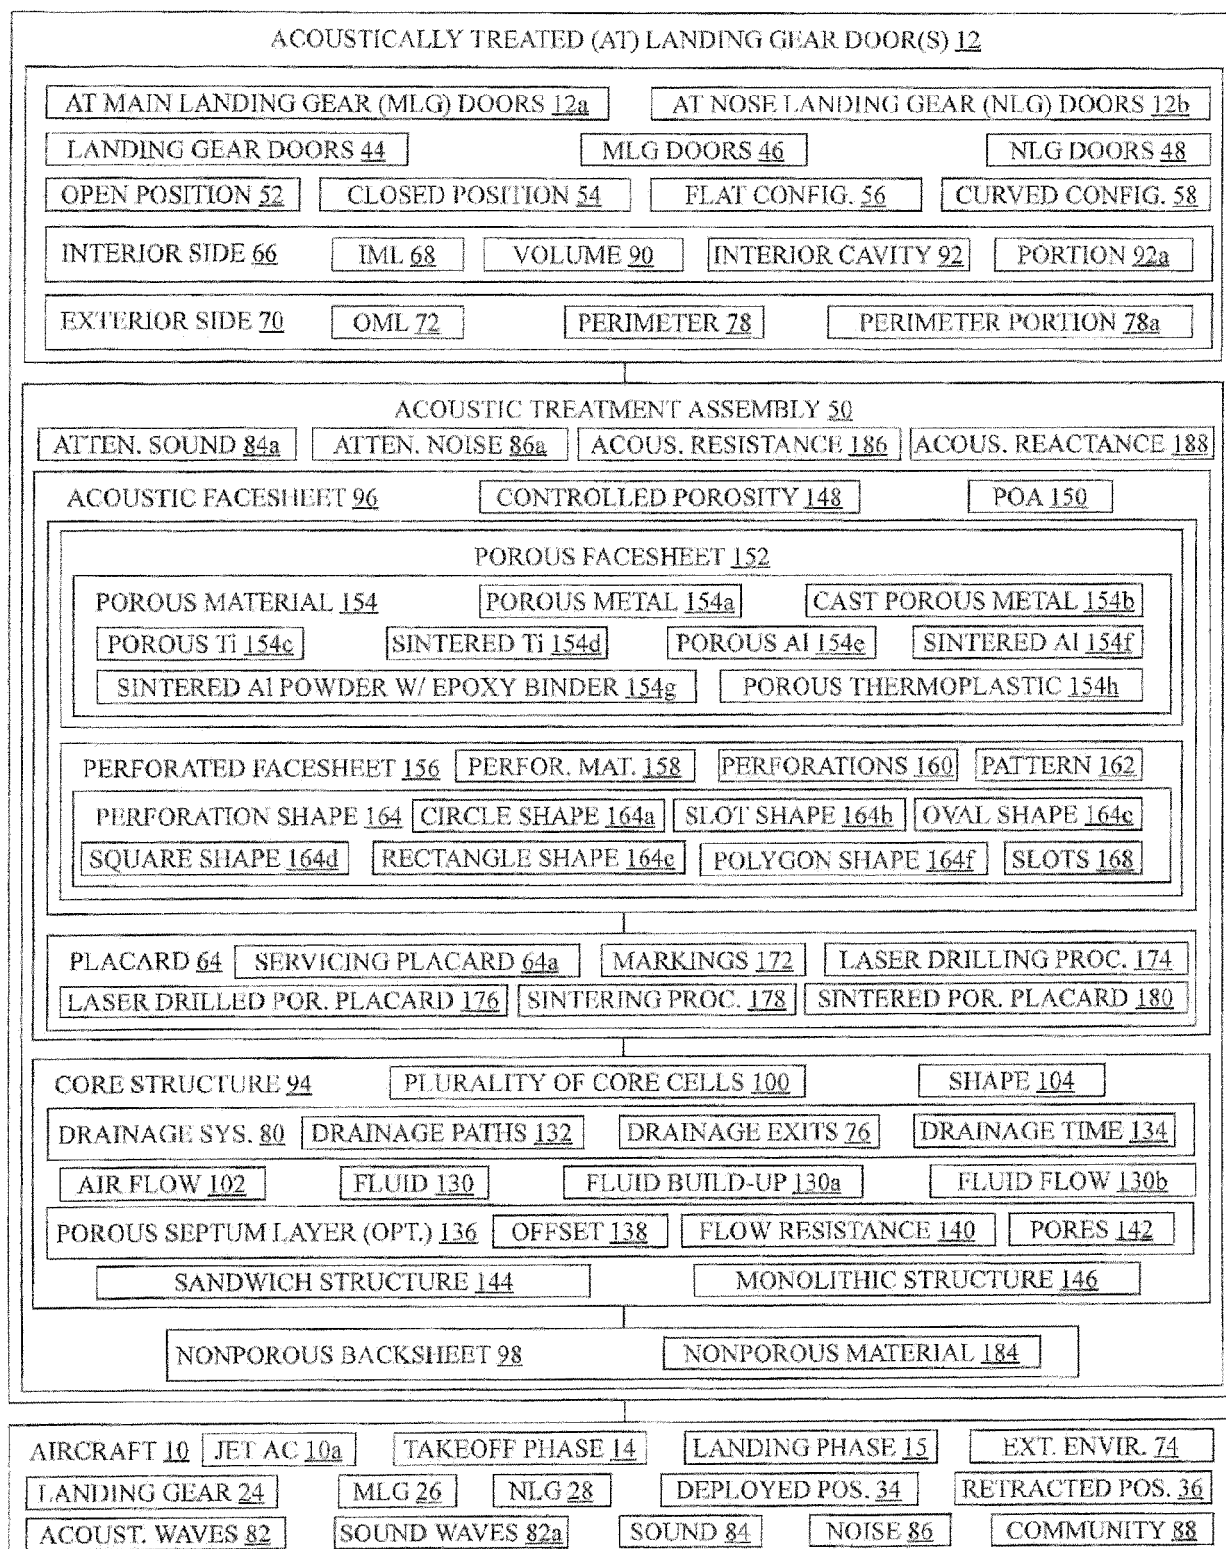 ACOUSTICALLY TREATED (AT) LANDING GEAR DOOR(S) 12
AT MAIN LANDING GEAR (MLG) DOORS 12a AT NOSE LANDING GEAR (NLG) DOORS 12b
LANDING GEAR DOORS 44 MLG DOORS 46 NLG DOORS 48
OPEN POSITION 52 CLOSED POSITION 54 FLAT CONFIG. 56 CURVED CONFIG. 58
INTERIOR SIDE 66 IML 68 VOLUME 90 INTERIOR CAVITY 92 PORTION 92a
EXTERIOR SIDE 70 OML 72 PERIMETER 78 PERIMETER PORTION 78a
ACOUSTIC TREATMENT ASSEMBLY 50
ATTEN. SOUND 84a ATTEN. NOISE 86a ACOUS. RESISTANCE 186 ACOUS. REACTANCE 188
ACOUSTIC FACESHEET 96 CONTROLLED POROSITY 148 POA 150
POROUS FACESHEET 152
POROUS MATERIAL 154 POROUS METAL 154a CAST POROUS METAL 154b
POROUS Ti 154c SINTERED Ti 154d POROUS Al 154e SINTERED Al 154f
SINTERED Al POWDER W/ EPOXY BINDER 154g POROUS THERMOPLASTIC 154h
PERFORATED FACESHEET 156 PERFOR. MAT. 158 PERFORATIONS 160 PATTERN 162
PERFORATION SHAPE 164 CIRCLE SHAPE 164a SLOT SHAPE 164b OVAL SHAPE 164c
SQUARE SHAPE 164d RECTANGLE SHAPE 164e POLYGON SHAPE 164f SLOTS 168
PLACARD 64 SERVICING PLACARD 64a MARKINGS 172 LASER DRILLING PROC. 174
LASER DRILLED POR. PLACARD 176 SINTERING PROC. 178 SINTERED POR. PLACARD 180
CORE STRUCTURE 94 PLURALITY OF CORE CELLS 100 SHAPE 104
DRAINAGE SYS. 80 DRAINAGE PATHS 132 DRAINAGE EXITS 76 DRAINAGE TIME 134
AIR FLOW 102 FLUID 130 FLUID BUILD-UP 130a FLUID FLOW 130b
POROUS SEPTUM LAYER (OPT.) 136 OFFSET 138 FLOW RESISTANCE 140 PORES 142
SANDWICH STRUCTURE 144 MONOLITHIC STRUCTURE 146
NONPOROUS BACKSHEET 98 NONPOROUS MATERIAL 184
AIRCRAFT 10 JET AC 10a TAKEOFF PHASE 14 LANDING PHASE 15 EXT. ENVIR. 74
LANDING GEAR 24 MLG 26 NLG 28 DEPLOYED POS. 34 RETRACTED POS. 36
ACOUST. WAVES 82 SOUND WAVES 82a SOUND 84 NOISE 86 COMMUNITY 88